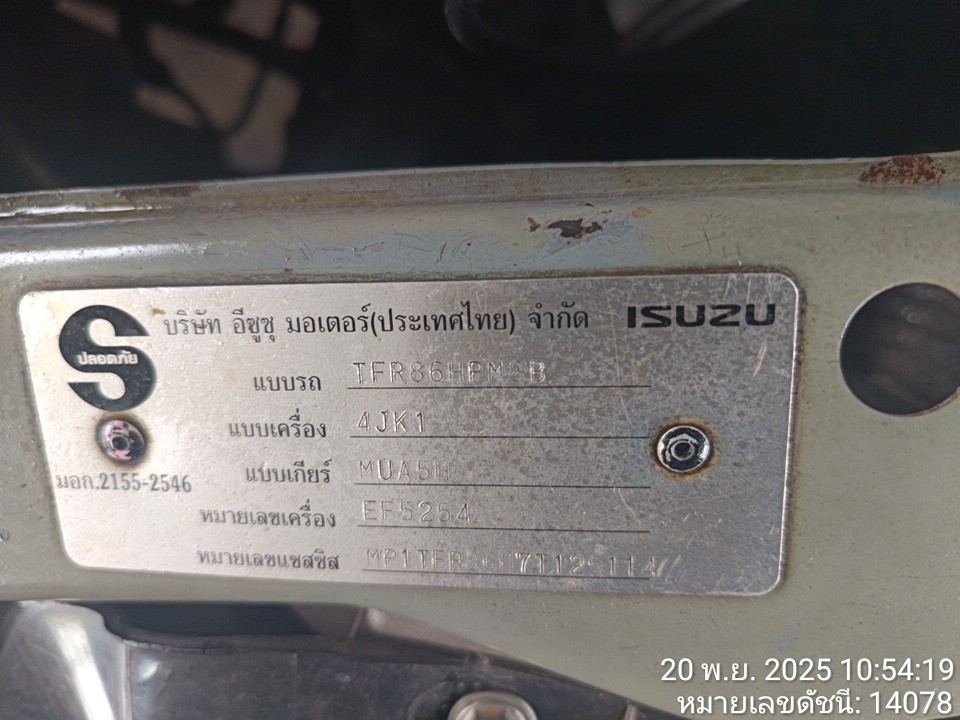 บริษัท อีซูซุ มอเตอร์(ประเทศไทย) จำกัด ISUZU
ปลอดภัย
แบบรถ
แบบเครื่อง 4JK1
แบบเกียร์ MUA5H
มอก.2155-2546
หมายเลขเครื่อง EF5254
หมายเลขแชสซิส
20 พ.ย. 2025 10:54:19
หมายเลขดัชนี: 14078